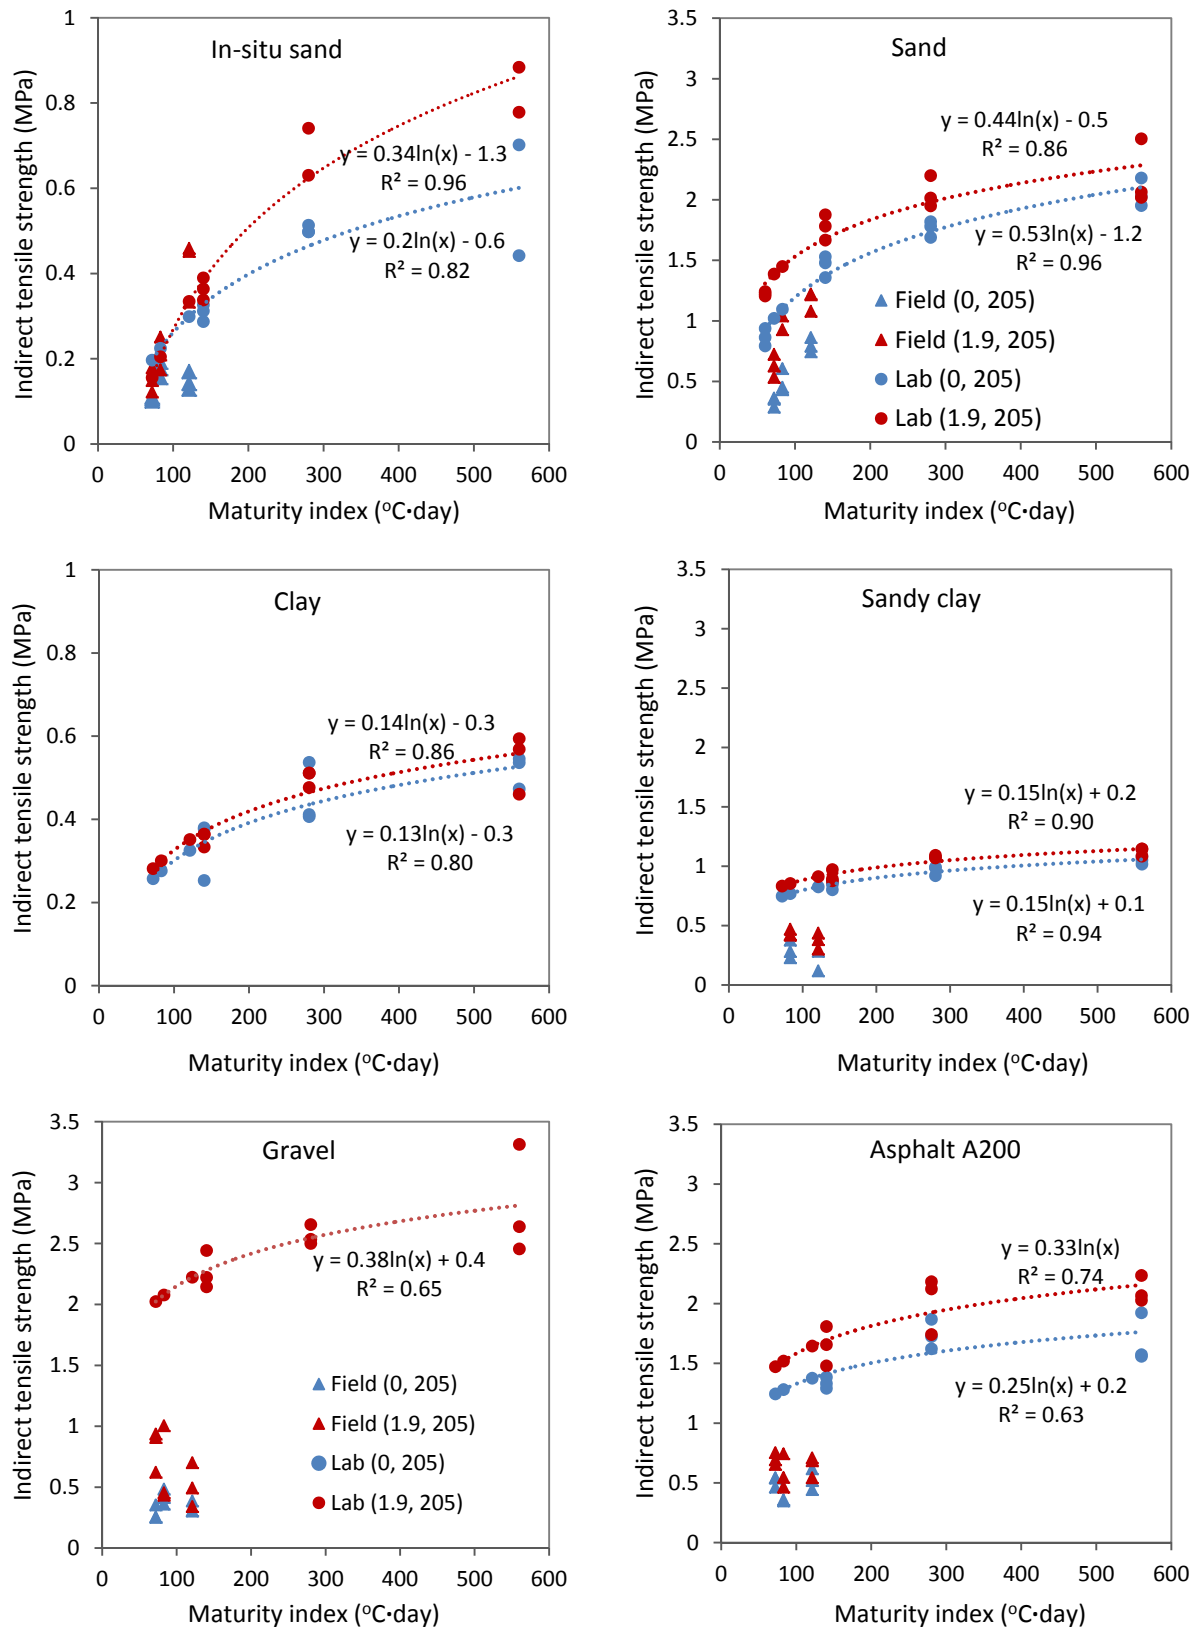 In-situ sand
Indirect tensile strength (MPa)
1
0.8
0.6
0.4
0.2
0
y = 0.34ln(x) - 1.3
R² = 0.96
y = 0.2ln(x) - 0.6
R² = 0.82
0 100 200 300 400 500 600
Maturity index (°C·day)
Sand
Indirect tensile strength (MPa)
3.5
3
2.5
2
1.5
1
0.5
0
y = 0.44ln(x) - 0.5
R² = 0.86
y = 0.53ln(x) - 1.2
R² = 0.96
Field (0, 205)
Field (1.9, 205)
Lab (0, 205)
Lab (1.9, 205)
0 100 200 300 400 500 600
Maturity index (°C·day)
Clay
Indirect tensile strength (MPa)
1
0.8
0.6
0.4
0.2
0
y = 0.14ln(x) - 0.3
R² = 0.86
y = 0.13ln(x) - 0.3
R² = 0.80
0 100 200 300 400 500 600
Maturity index (°C·day)
Sandy clay
Indirect tensile strength (MPa)
3.5
3
2.5
2
1.5
1
0.5
0
y = 0.15ln(x) + 0.2
R² = 0.90
y = 0.15ln(x) + 0.1
R² = 0.94
0 100 200 300 400 500 600
Maturity index (°C·day)
Gravel
Indirect tensile strength (MPa)
3.5
3
2.5
2
1.5
1
0.5
0
y = 0.38ln(x) + 0.4
R² = 0.65
Field (0, 205)
Field (1.9, 205)
Lab (0, 205)
Lab (1.9, 205)
0 100 200 300 400 500 600
Maturity index (°C·day)
Asphalt A200
Indirect tensile strength (MPa)
3.5
3
2.5
2
1.5
1
0.5
0
y = 0.33ln(x)
R² = 0.74
y = 0.25ln(x) + 0.2
R² = 0.63
0 100 200 300 400 500 600
Maturity index (°C·day)